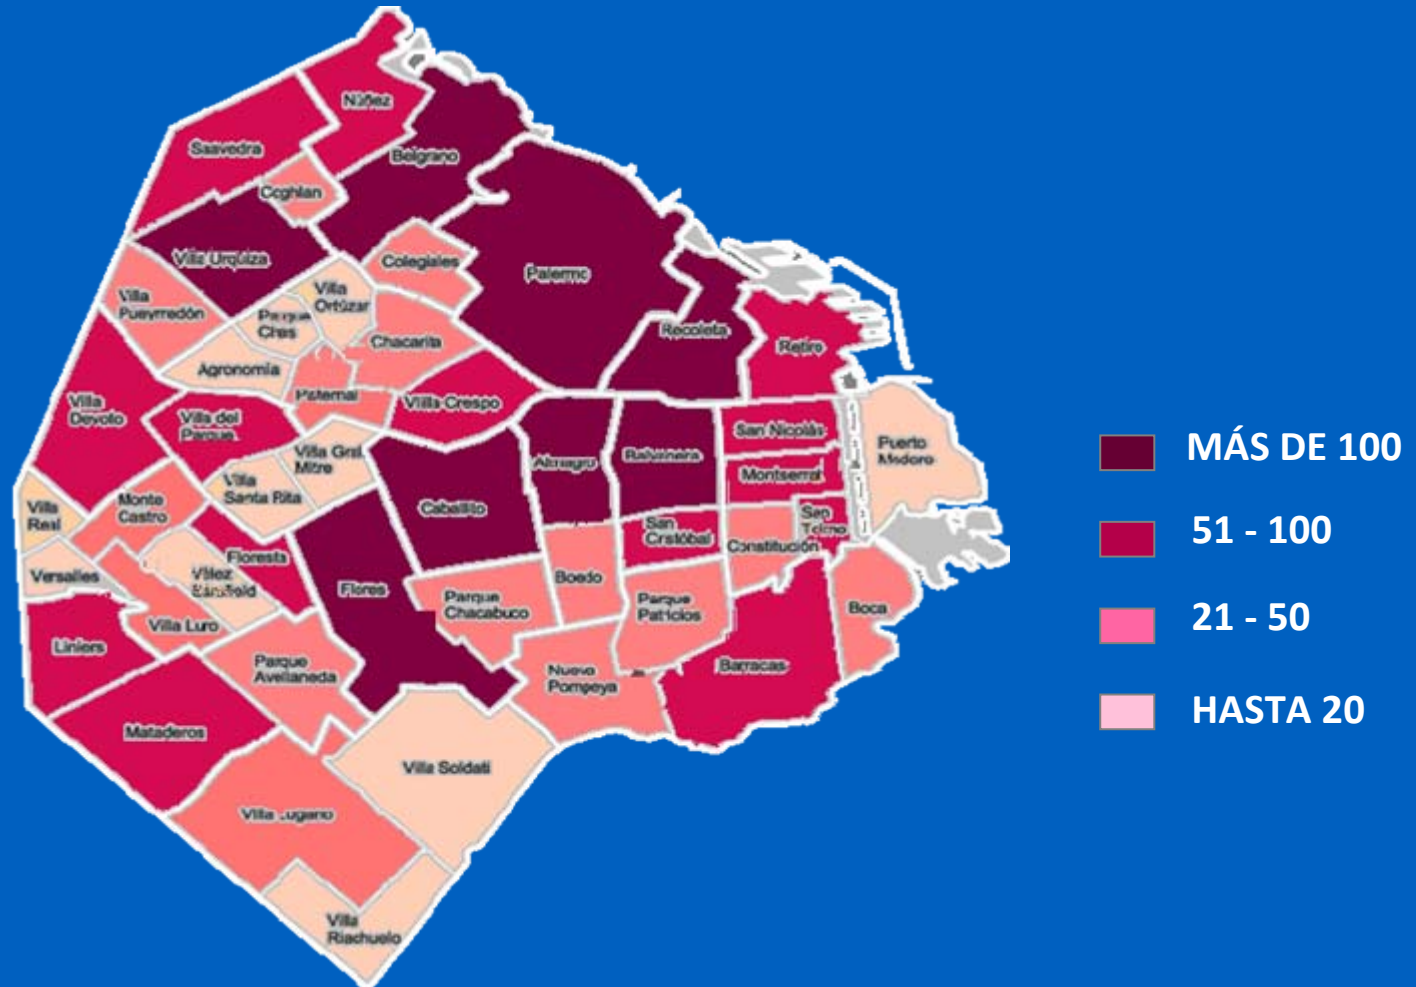 Núñez
Saavedra
Belgrano
Coghlan
Villa Urquiza
Colegiales
Palermo
Villa
Pueyrredón
Villa
Ortúzar
Parque
Chas
Chacarita
Recoleta
Retiro
Agronomía
Paternal
Villa Crespo
Villa
Devoto
Villa del
Parque
San Nicolás
Puerto
Madero
Villa Gral.
Mitre
Almagro
Balvanera
Montserrat
Villa
Santa Rita
Villa
Real
Monte
Castro
Caballito
San
Telmo
San
Cristóbal
Constitución
Floresta
Versalles
Vélez
Sarsfield
Flores
Boedo
Parque
Chacabuco
Parque
Patricios
Boca
Villa Luro
Liniers
Parque
Avellaneda
Nueva
Pompeya
Barracas
Mataderos
Villa Soldati
Villa Lugano
Villa
Riachuelo
MÁS DE 100
51 - 100
21 - 50
HASTA 20